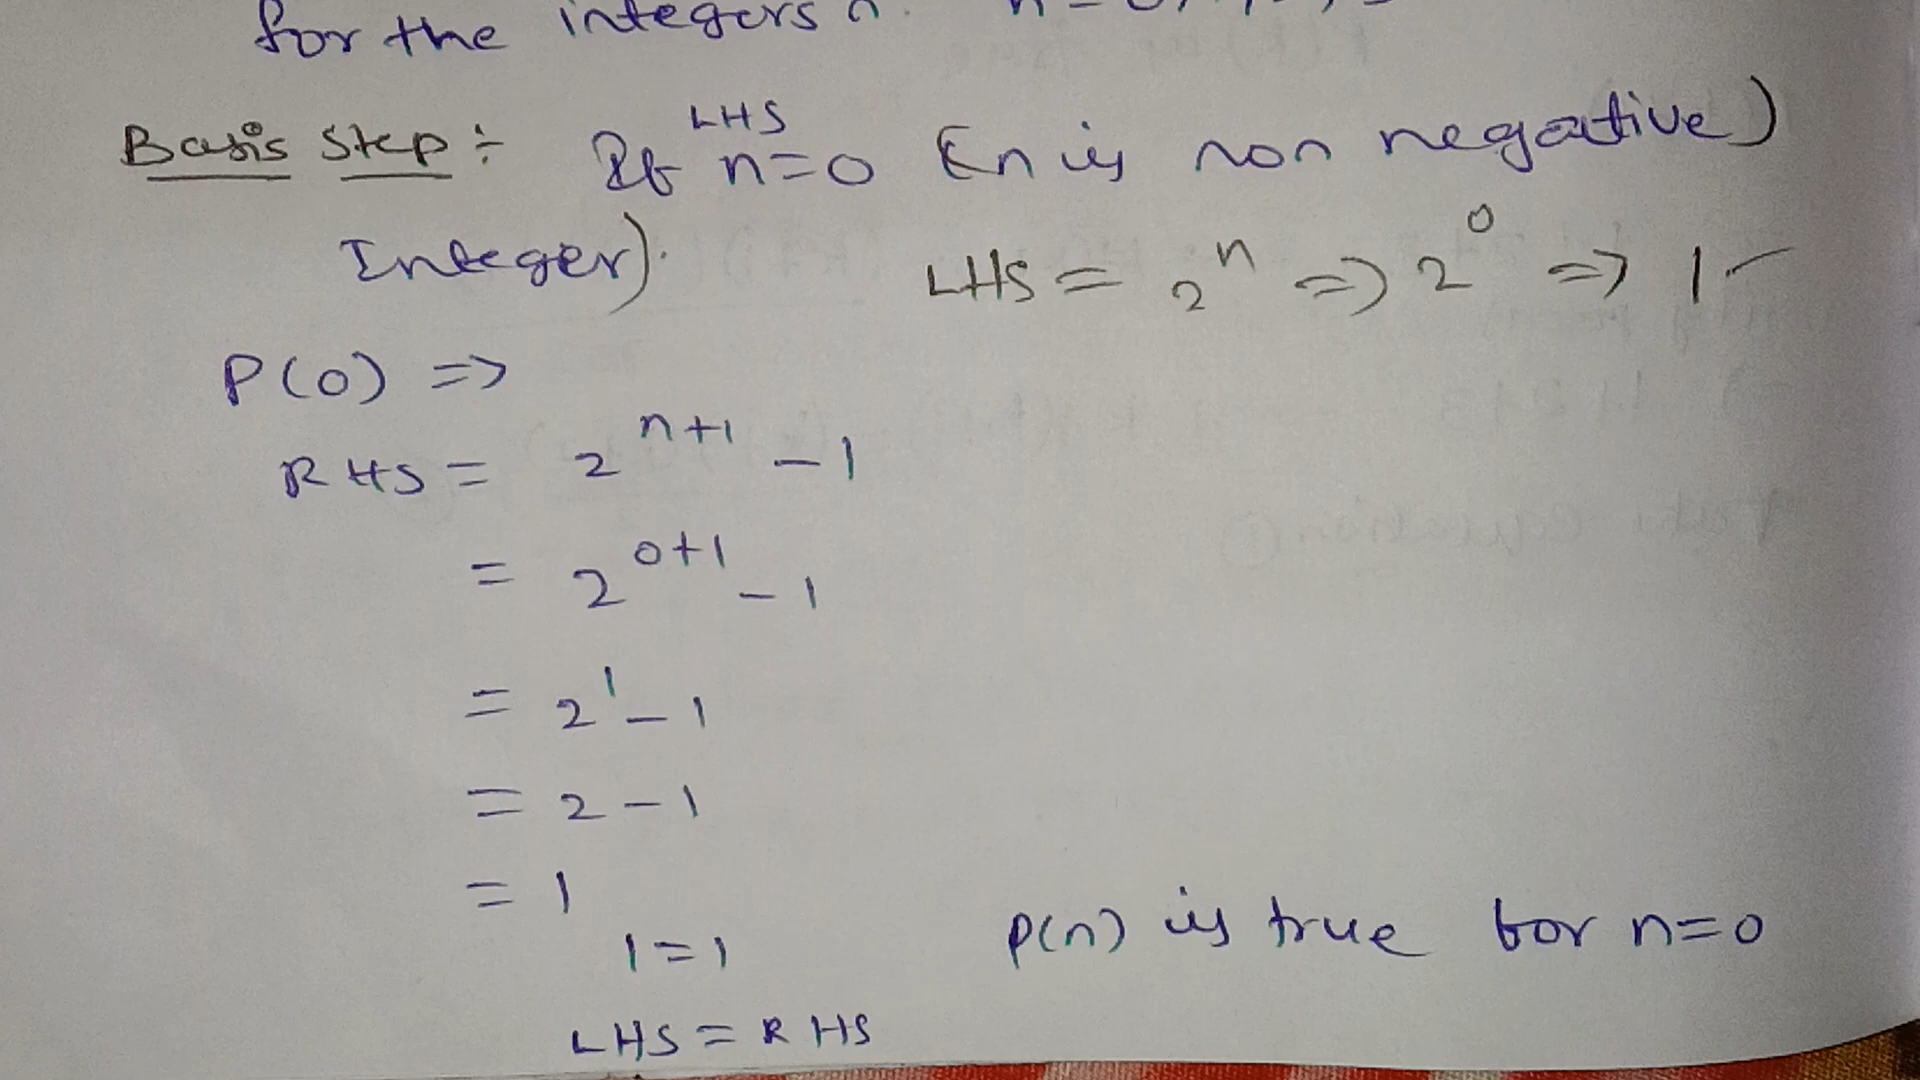 for the integers n.
Basis step : If LHS n=0 (n is non negative)
Integer). LHS = 2^n => 2^0 => 1 -
P(0) =>
RHS = 2^{n+1} - 1
= 2^{0+1} - 1
= 2^1 - 1
= 2 - 1
= 1
1 = 1 P(n) is true for n=0
LHS = RHS